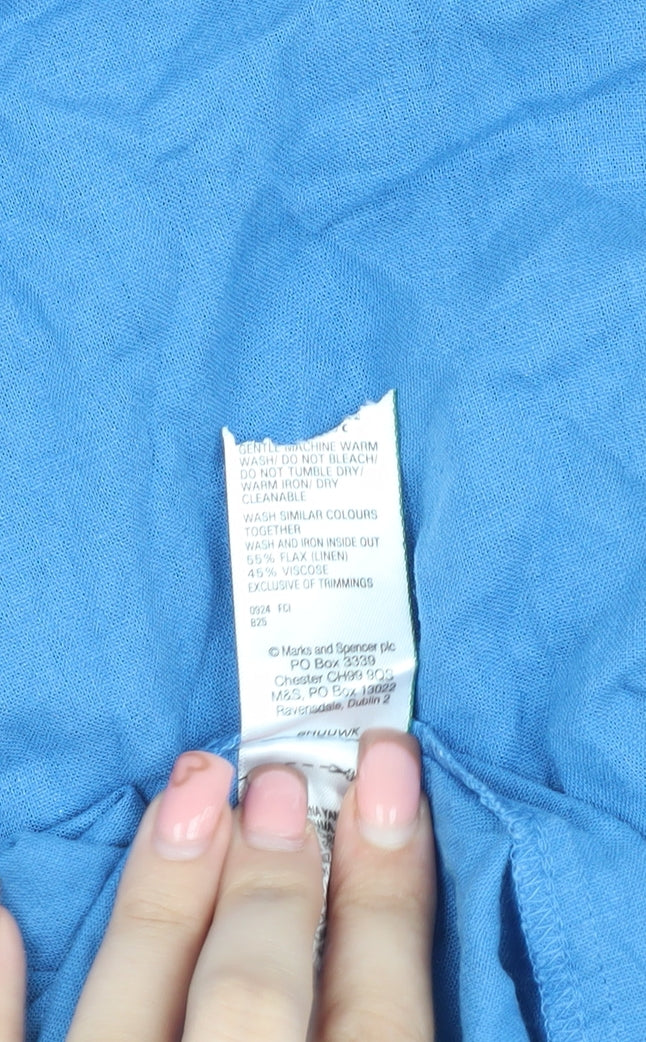 GENTLE MACHINE WARM
WASH/ DO NOT BLEACH/
DO NOT TUMBLE DRY/
WARM IRON/ DRY
CLEANABLE
WASH SIMILAR COLOURS
TOGETHER
WASH AND IRON INSIDE OUT
55% FLAX (LINEN)
45% VISCOSE
EXCLUSIVE OF TRIMMINGS
0924 FCI
825
© Marks and Spencer plc
PO Box 3339
Chester CH99 9QS
M&S, PO Box 13022
Ravensdale, Dublin 2